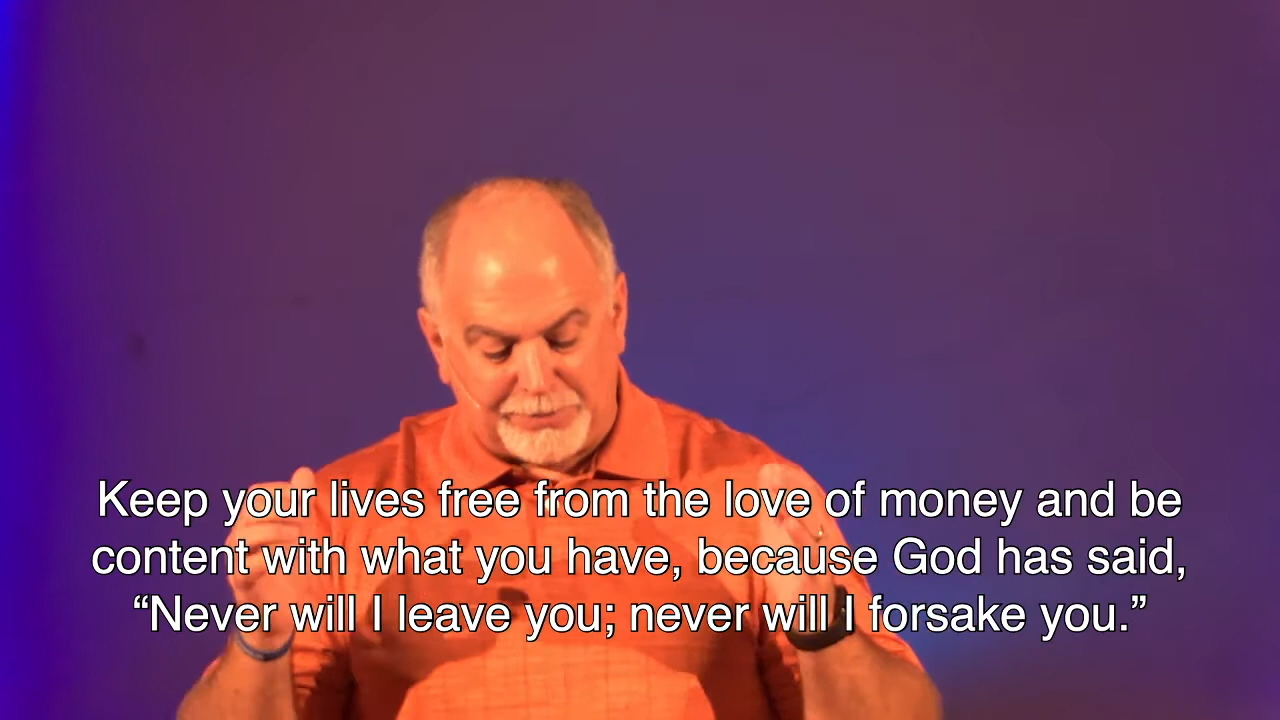 Keep your lives free from the love of money and be
content with what you have, because God has said,
“Never will I leave you; never will I forsake you.”